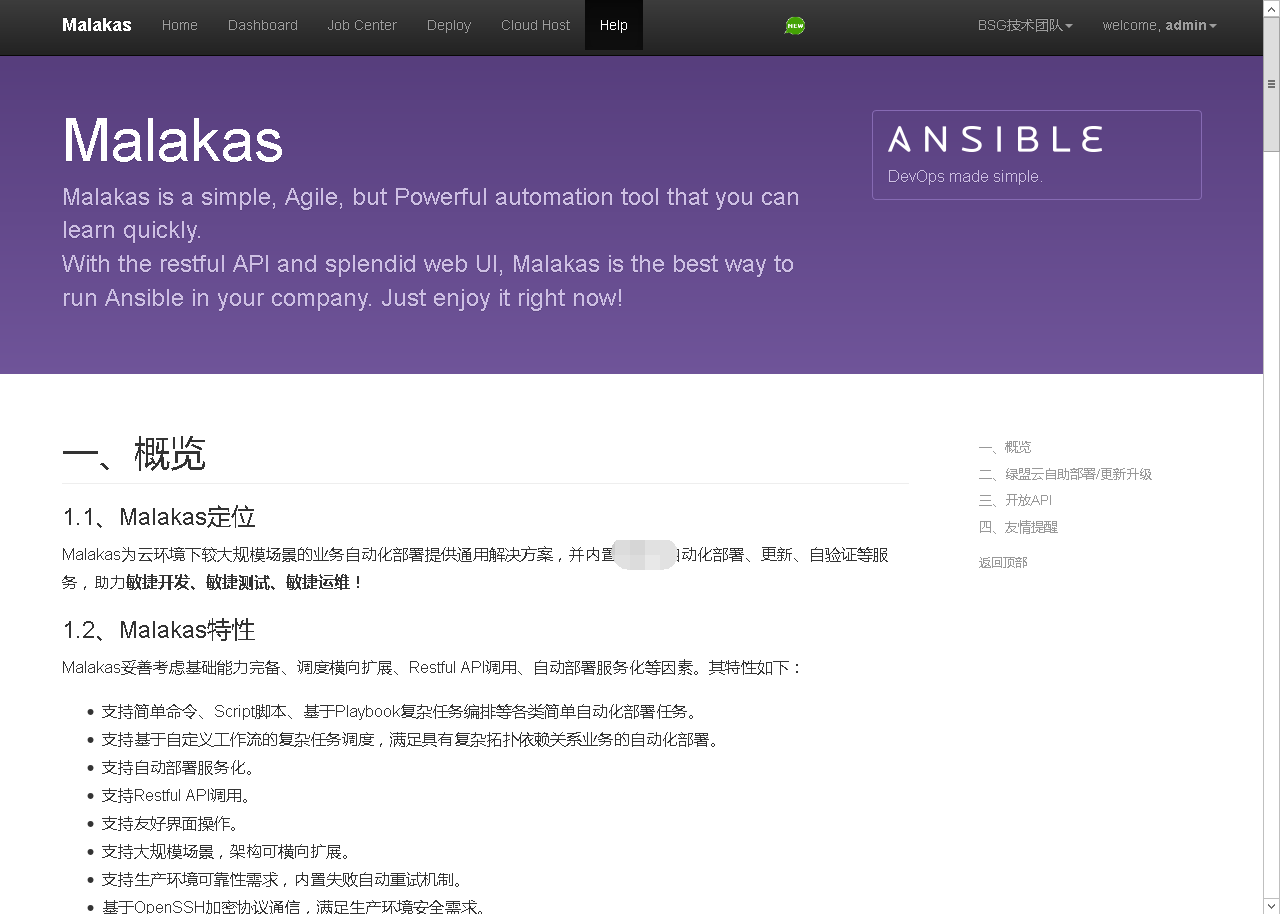 Malakas Home Dashboard Job Center Deploy Cloud Host Help NEW BSG技术团队 welcome, admin
Malakas
Malakas is a simple, Agile, but Powerful automation tool that you can
learn quickly.
With the restful API and splendid web UI, Malakas is the best way to
run Ansible in your company. Just enjoy it right now!
ANSIBLE
DevOps made simple.
一、概览
1.1、Malakas定位
Malakas为云环境下较大规模场景的业务自动化部署提供通用解决方案，并内置 自动化部署、更新、自验证等服
务，助力敏捷开发、敏捷测试、敏捷运维！
1.2、Malakas特性
Malakas妥善考虑基础能力完备、调度横向扩展、Restful API调用、自动部署服务化等因素。其特性如下：
支持简单命令、Script脚本、基于Playbook复杂任务编排等各类简单自动化部署任务。
支持基于自定义工作流的复杂任务调度，满足具有复杂拓扑依赖关系业务的自动化部署。
支持自动部署服务化。
支持Restful API调用。
支持友好界面操作。
支持大规模场景，架构可横向扩展。
支持生产环境可靠性需求，内置失败自动重试机制。
基于OpenSSH加密协议通信，满足生产环境安全需求。
一、概览
二、绿盟云自助部署/更新升级
三、开放API
四、友情提醒
返回顶部